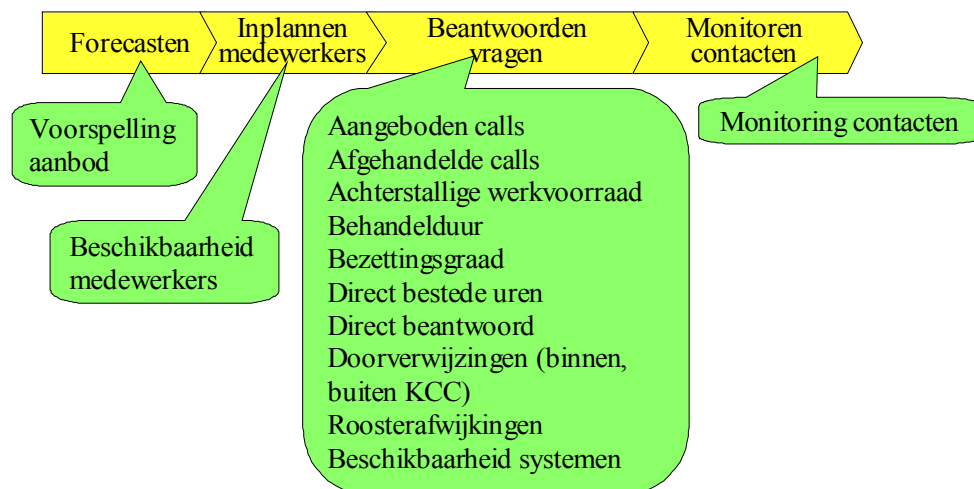 Forecasten
Inplannen
medewerkers
Beantwoorden
vragen
Monitoren
contacten
Voorspelling
aanbod
Beschikbaarheid
medewerkers
Aangeboden calls
Afgehandelde calls
Achterstallige werkvoorraad
Behandelduur
Bezettingsgraad
Direct bestede uren
Direct beantwoord
Doorverwijzingen (binnen,
buiten KCC)
Roosterafwijkingen
Beschikbaarheid systemen
Monitoring contacten